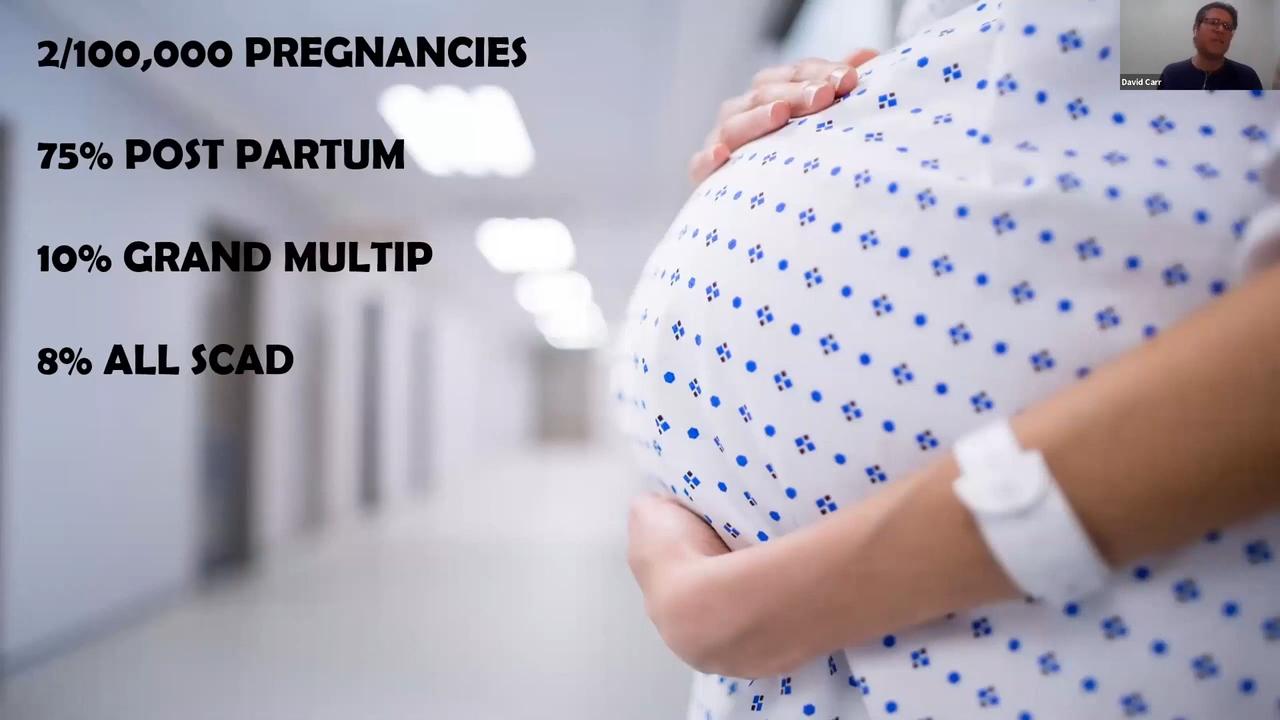 2/100,000 PREGNANCIES
75% POST PARTUM
10% GRAND MULTIP
8% ALL SCAD
David Carr